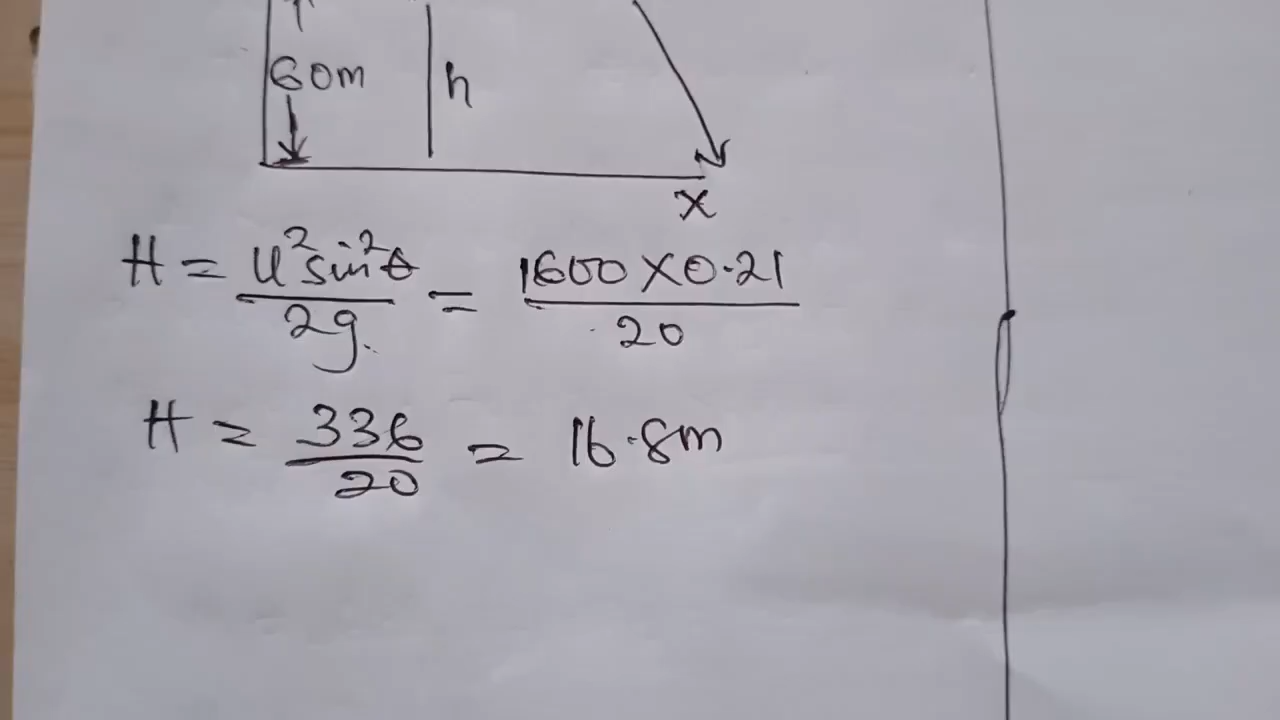 60m h
x
H = u²sin²θ/2g. = 1600 × 0.21/20
H = 336/20 = 16.8m